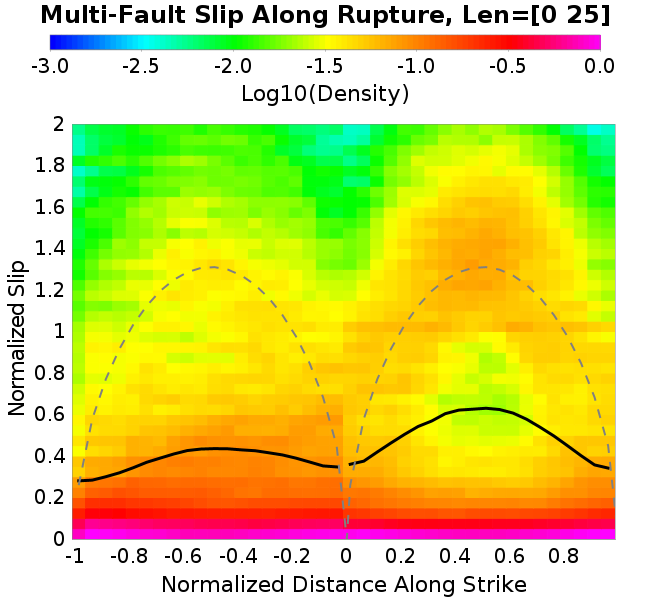 Multi-Fault Slip Along Rupture, Len=[0 25]
-3.0 -2.5 -2.0 -1.5 -1.0 -0.5 0.0
Log10(Density)
Normalized Slip
2
1.8
1.6
1.4
1.2
1
0.8
0.6
0.4
0.2
0
-1 -0.8 -0.6 -0.4 -0.2 0 0.2 0.4 0.6 0.8
Normalized Distance Along Strike